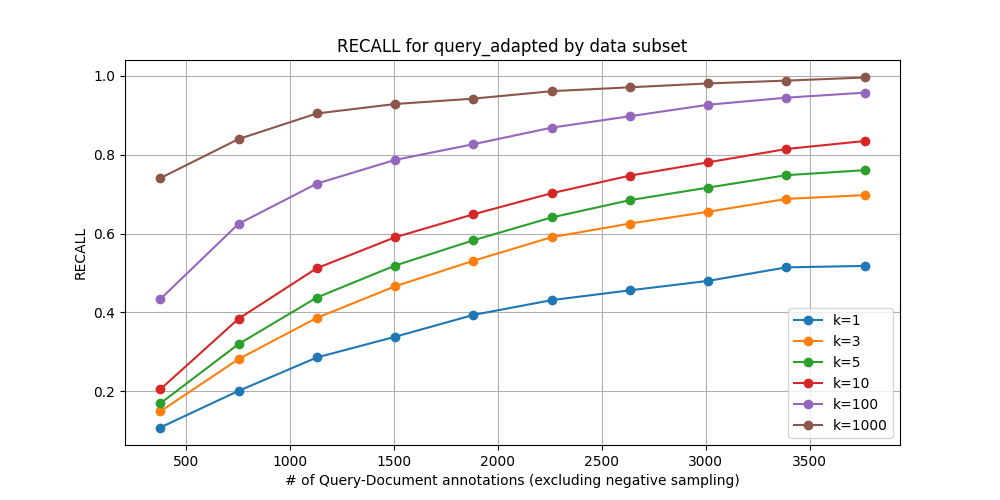 RECALL for query_adapted by data subset
RECALL
1.0
0.8
0.6
0.4
0.2
500 1000 1500 2000 2500 3000 3500
# of Query-Document annotations (excluding negative sampling)
k=1
k=3
k=5
k=10
k=100
k=1000